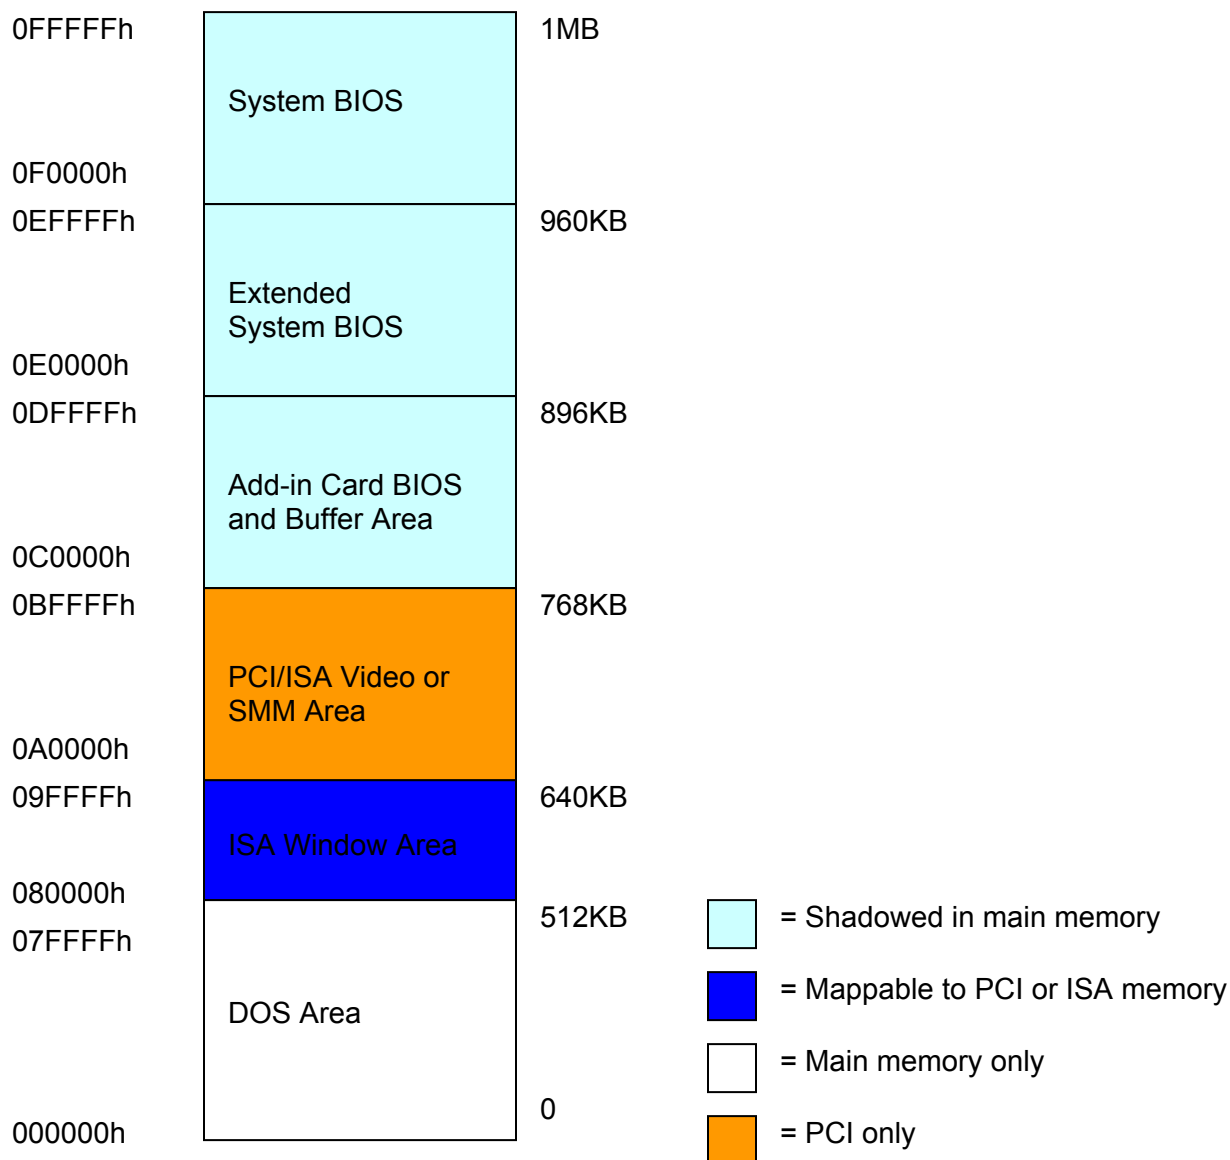 0FFFFFh
1MB
System BIOS
0F0000h
0EFFFFh
960KB
Extended
System BIOS
0E0000h
0DFFFFh
896KB
Add-in Card BIOS
and Buffer Area
0C0000h
0BFFFFh
768KB
PCI/ISA Video or
SMM Area
0A0000h
09FFFFh
640KB
ISA Window Area
080000h
512KB
07FFFFh
DOS Area
0
000000h
= Shadowed in main memory
= Mappable to PCI or ISA memory
= Main memory only
= PCI only